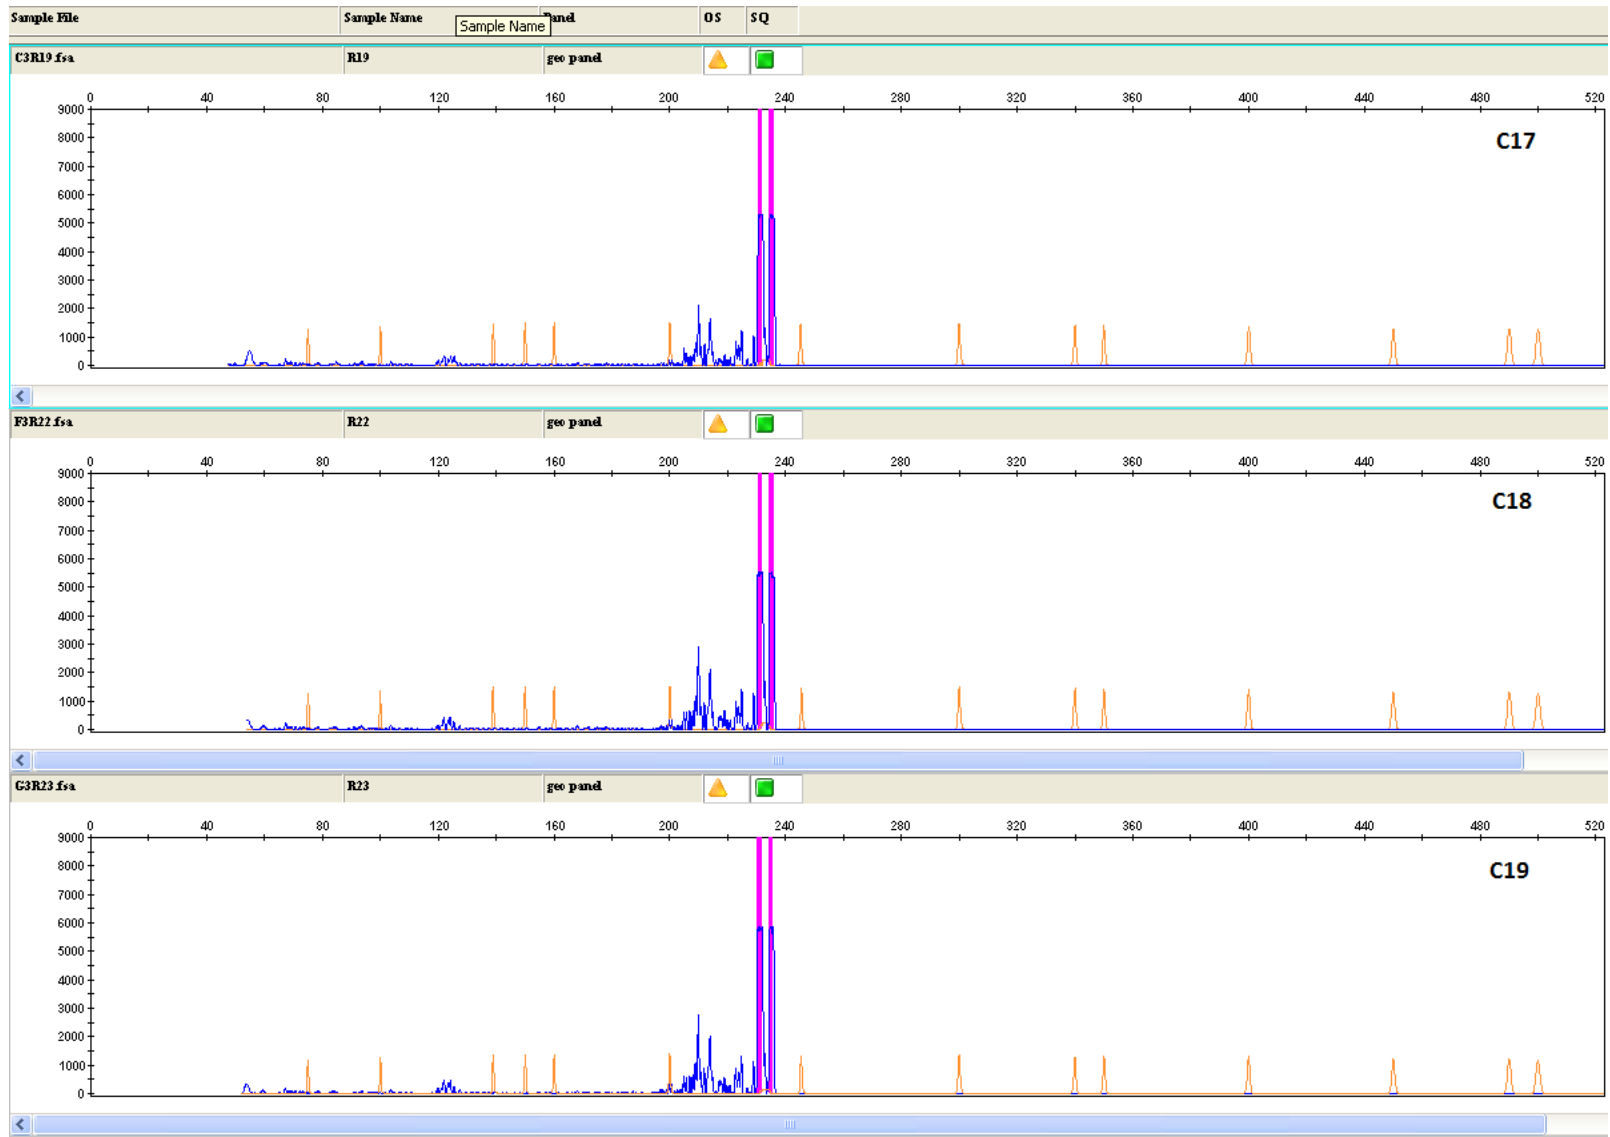 Sample File Sample Name Panel OS SQ
Sample Name
C3R19.fsa R19 geo panel
0 40 80 120 160 200 240 280 320 360 400 440 480 520
9000
C17
8000
7000
6000
5000
4000
3000
2000
1000
0
F3R22.fsa R22 geo panel
0 40 80 120 160 200 240 280 320 360 400 440 480 520
9000
C18
8000
7000
6000
5000
4000
3000
2000
1000
0
G3R23.fsa R23 geo panel
0 40 80 120 160 200 240 280 320 360 400 440 480 520
9000
C19
8000
7000
6000
5000
4000
3000
2000
1000
0